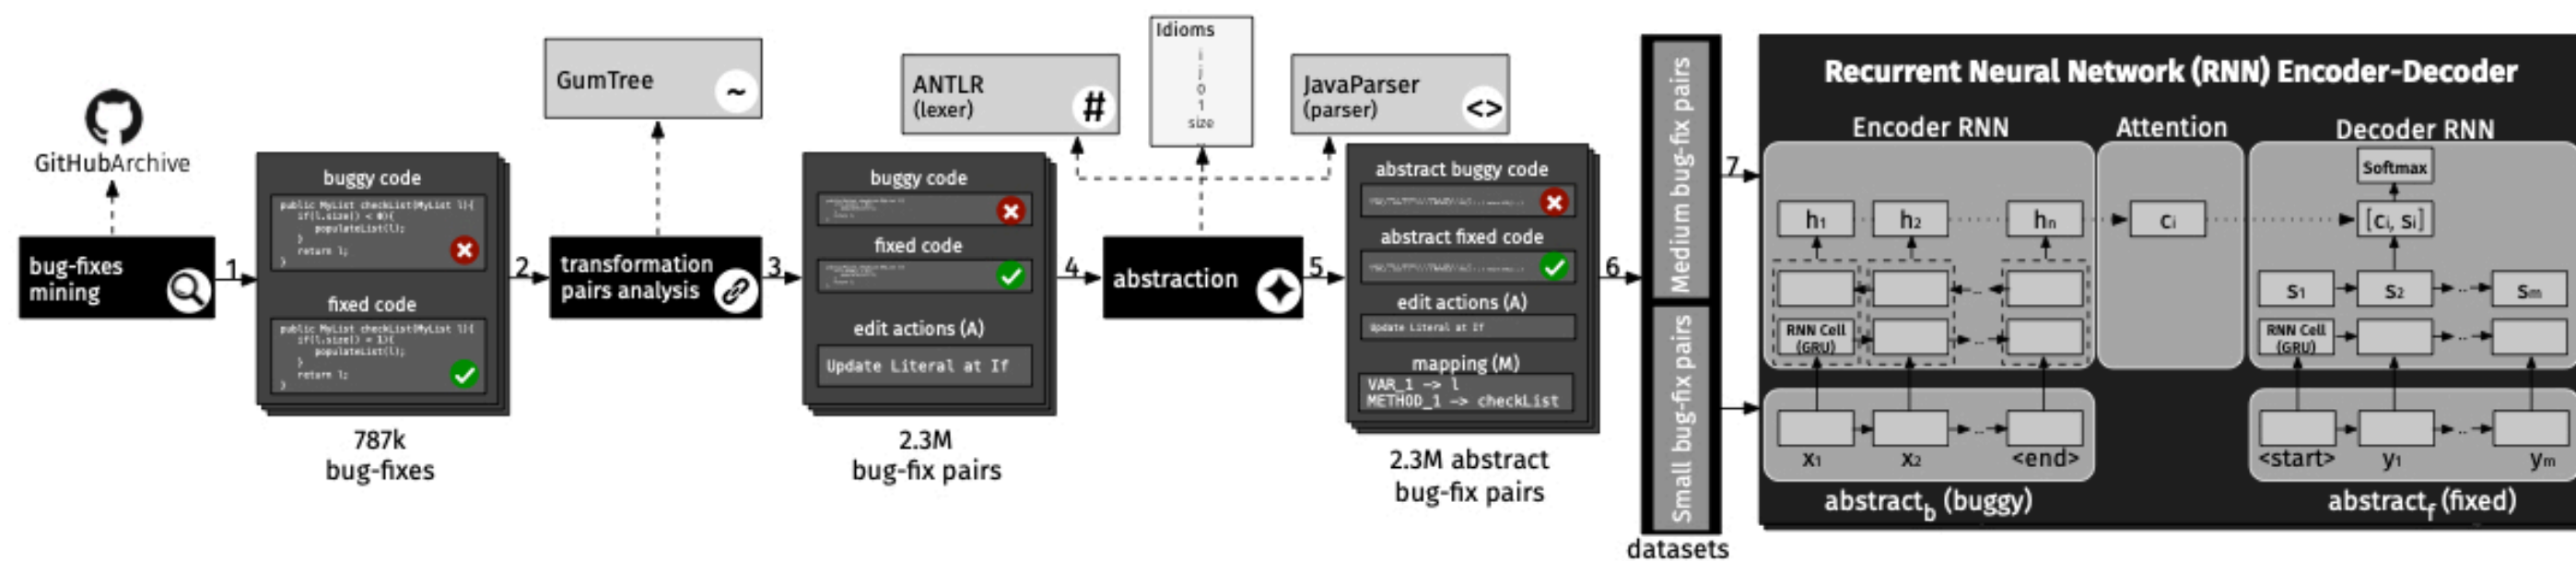 GitHubArchive
bug-fixes
mining
1
buggy code
public MyList checkList(MyList l){
if(l.size() < 0){
populateList(l);
}
return l;
}
fixed code
public MyList checkList(MyList l){
if(l.size() < 1){
populateList(l);
}
return l;
}
787k
bug-fixes
2
GumTree
~
transformation
pairs analysis
3
buggy code
fixed code
edit actions (A)
Update Literal at If
2.3M
bug-fix pairs
4
ANTLR
(lexer)
#
Idioms
i
j
0
1
size
JavaParser
(parser)
<>
abstraction
5
abstract buggy code
abstract fixed code
edit actions (A)
Update Literal at If
mapping (M)
VAR_1 -> l
METHOD_1 -> checkList
2.3M abstract
bug-fix pairs
6
Medium bug-fix pairs
Small bug-fix pairs
datasets
7
Recurrent Neural Network (RNN) Encoder-Decoder
Encoder RNN
Attention
Decoder RNN
Softmax
h1
h2
hn
ci
[ci, si]
s1
s2
..
sm
..
RNN Cell
(GRU)
..
RNN Cell
(GRU)
..
..
..
x1
x2
<end>
<start>
y1
ym
abstractb (buggy)
abstractf (fixed)